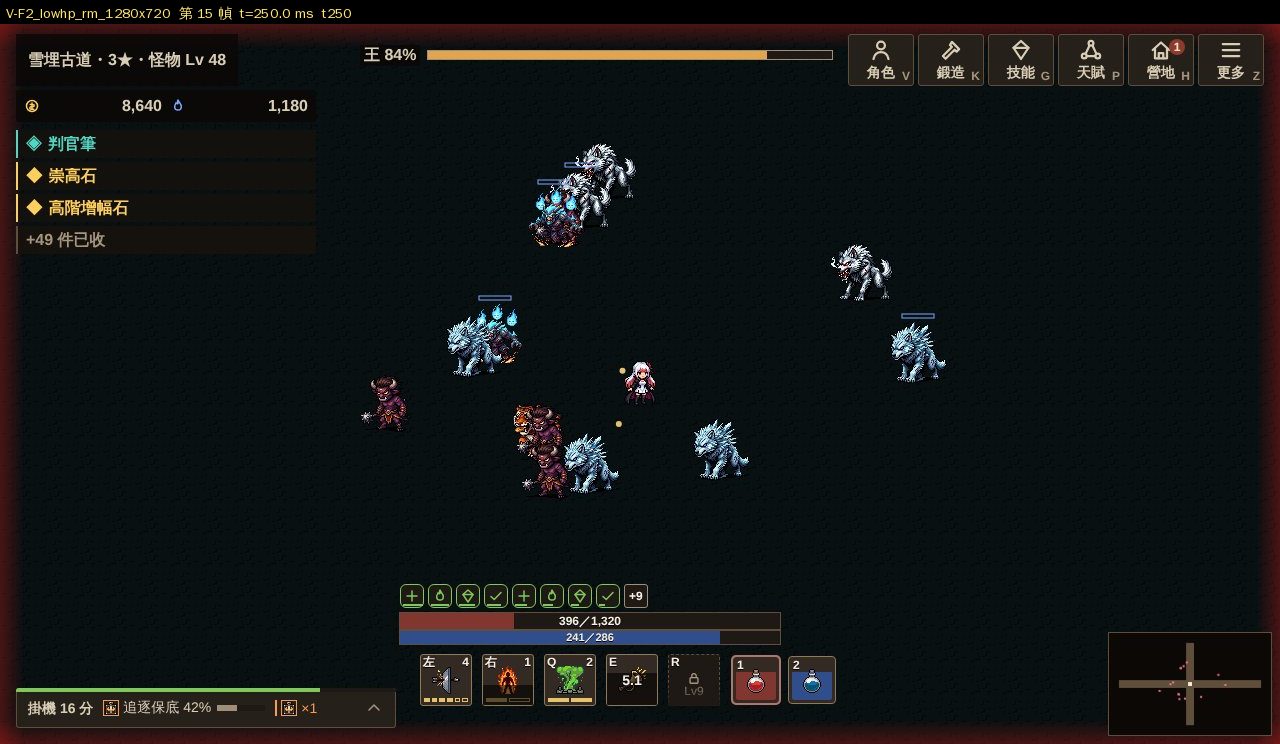 V-F2_lowhp_rm_1280x720 第 15 幀 t=250.0 ms t250
雪埋古道・3★・怪物 Lv 48
王 84%
角色 V
鍛造 K
技能 G
天賦 P
營地 H 1
更多 Z
8,640 1,180
判官筆
崇高石
高階增幅石
+49 件已收
+9
396／1,320
241／286
左 4
右 1
Q 2
E 5.1
R Lv9
1
2
掛機 16 分 追逐保底 42% ×1